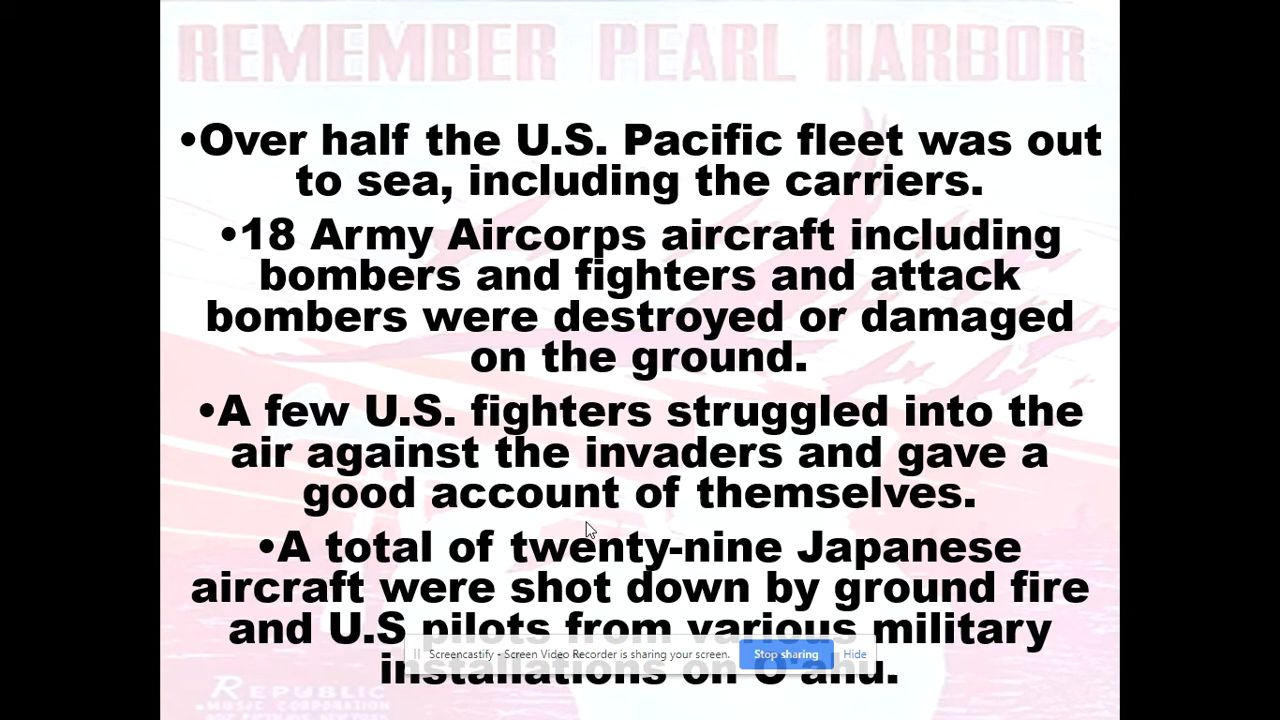 REMEMBER PEARL HARBOR
•Over half the U.S. Pacific fleet was out
to sea, including the carriers.
•18 Army Aircorps aircraft including
bombers and fighters and attack
bombers were destroyed or damaged
on the ground.
•A few U.S. fighters struggled into the
air against the invaders and gave a
good account of themselves.
•A total of twenty-nine Japanese
aircraft were shot down by ground fire
and U.S pilots from various military
Screencastify - Screen Video Recorder is sharing your screen. Stop sharing Hide
installations on O'ahu.
REPUBLIC
MUSIC CORPORATION